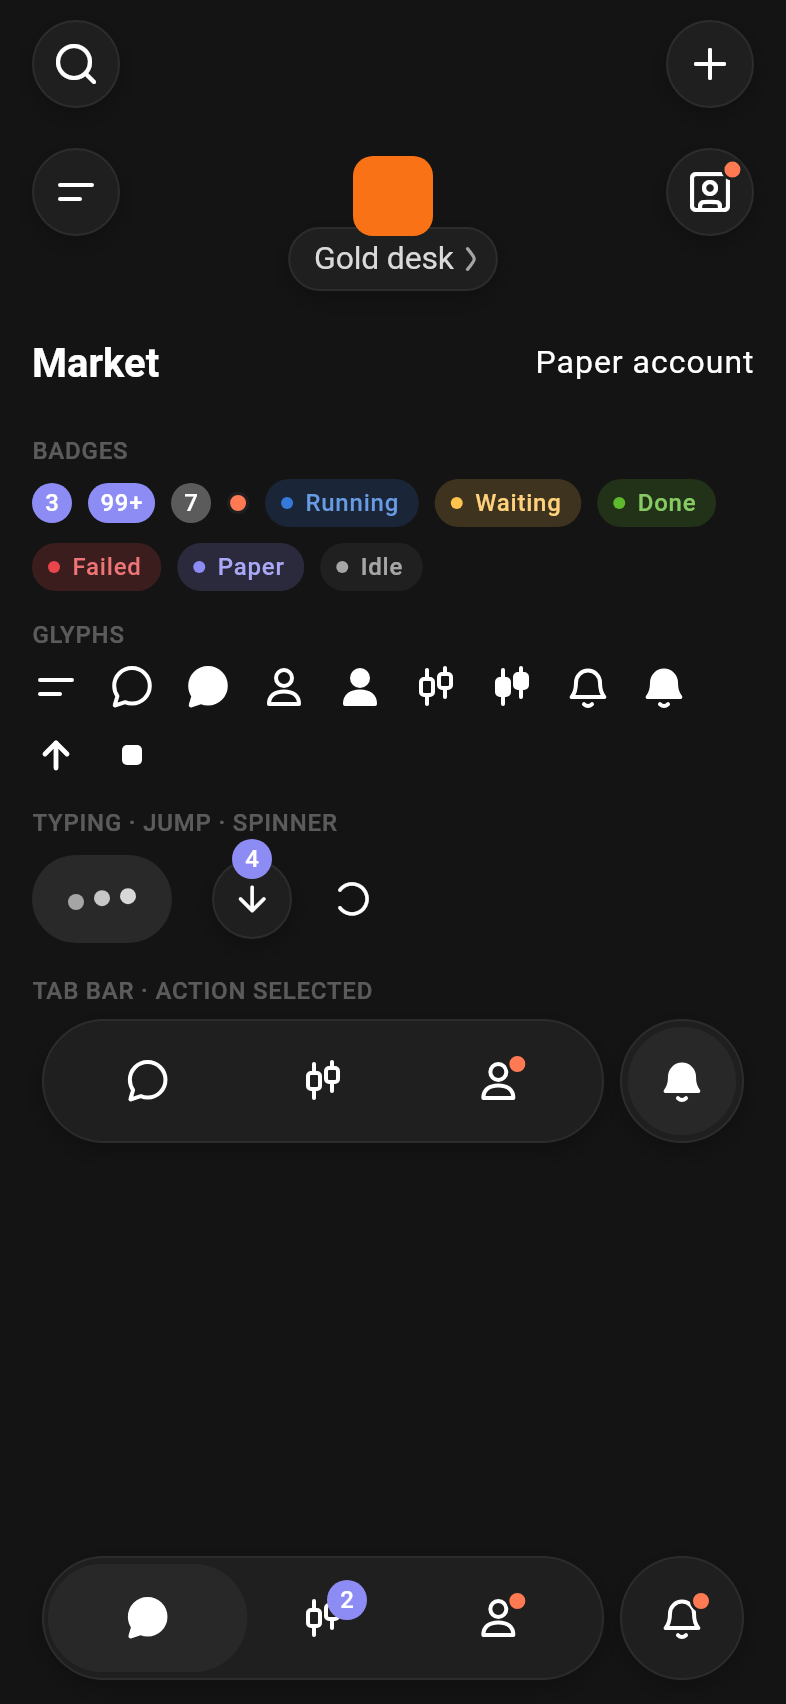 Gold desk
Market
Paper account
BADGES
3 99+ 7 Running Waiting Done
Failed Paper Idle
GLYPHS
TYPING · JUMP · SPINNER
4
TAB BAR · ACTION SELECTED
2